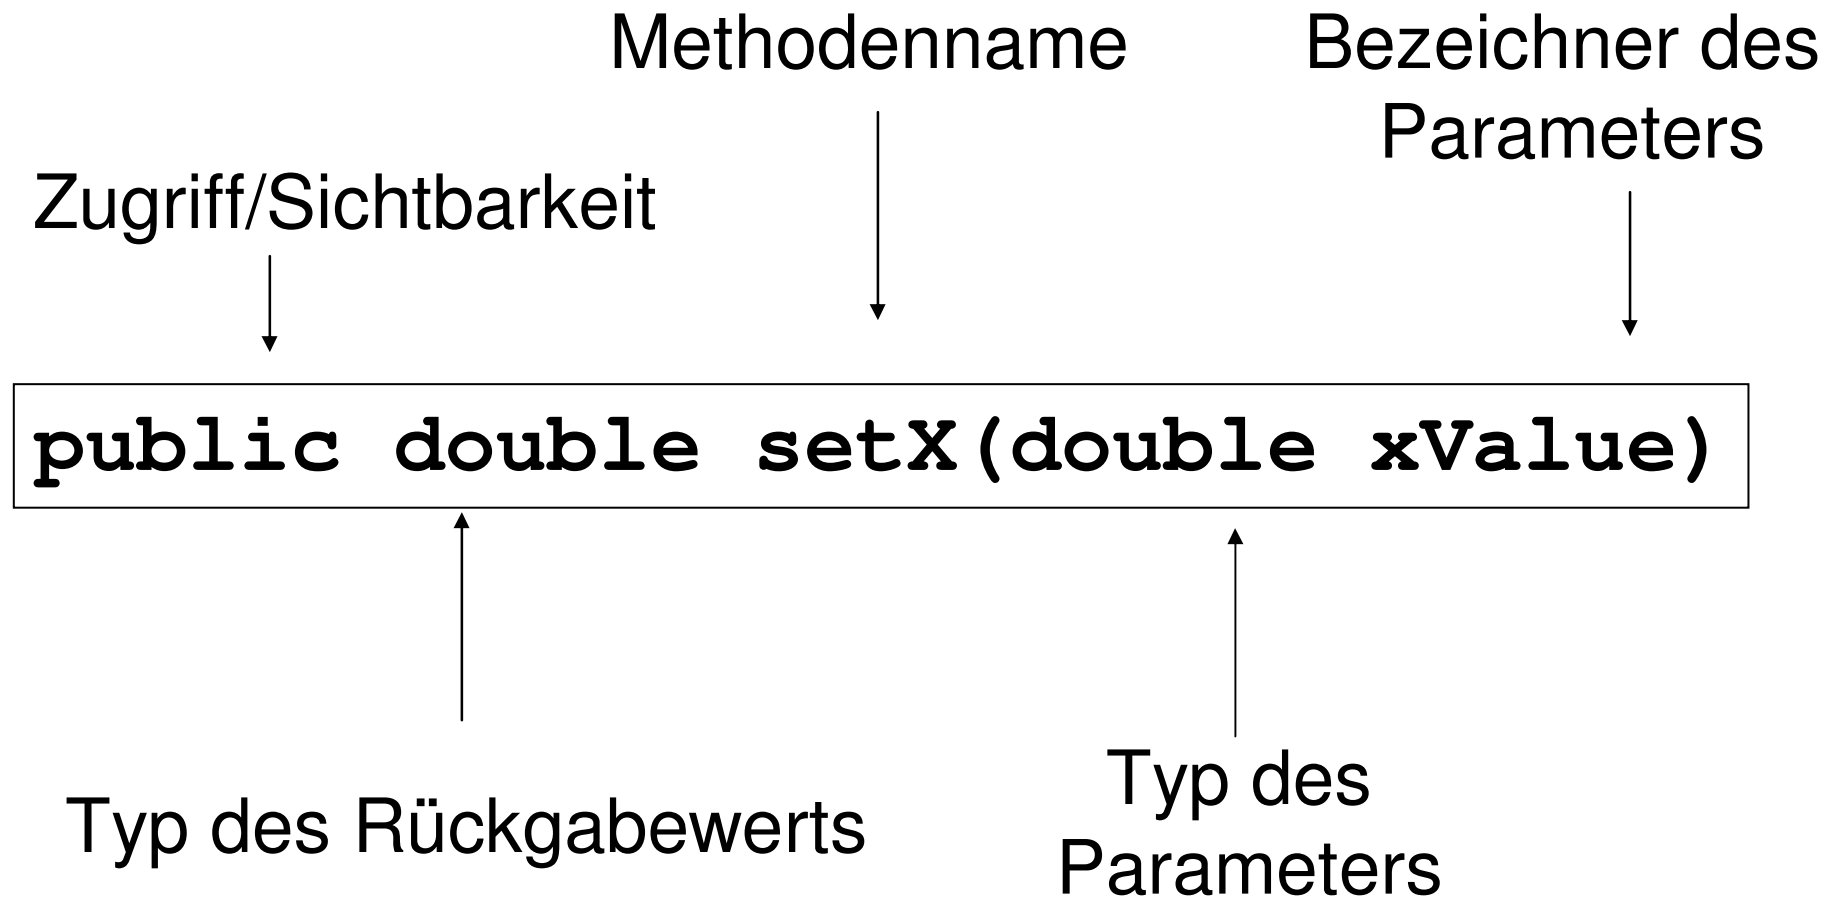 Methodenname
Bezeichner des
Parameters
Zugriff/Sichtbarkeit
public double setX(double xValue)
Typ des Rückgabewerts
Typ des
Parameters